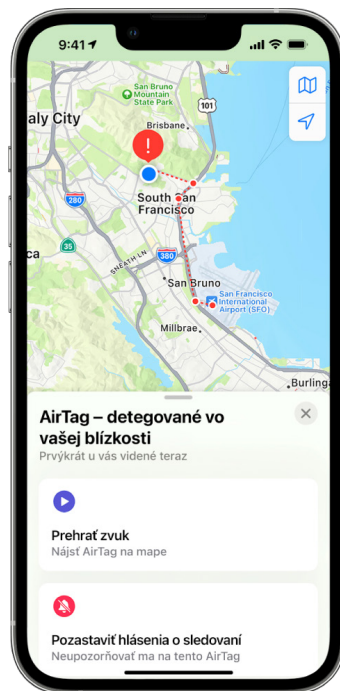 9:41
San Bruno
Mountain
State Park
101
aly City
Brisbane
!
280
South San
Francisco
ca
35
380
SNEATH LN
San Bruno
San Francisco
International
Airport (SFO)
Millbrae
Burling
AirTag – detegované vo
vašej blízkosti
Prvýkrát u vás videné teraz
Prehrať zvuk
Nájsť AirTag na mape
Pozastaviť hlásenia o sledovaní
Neupozorňovať ma na tento AirTag